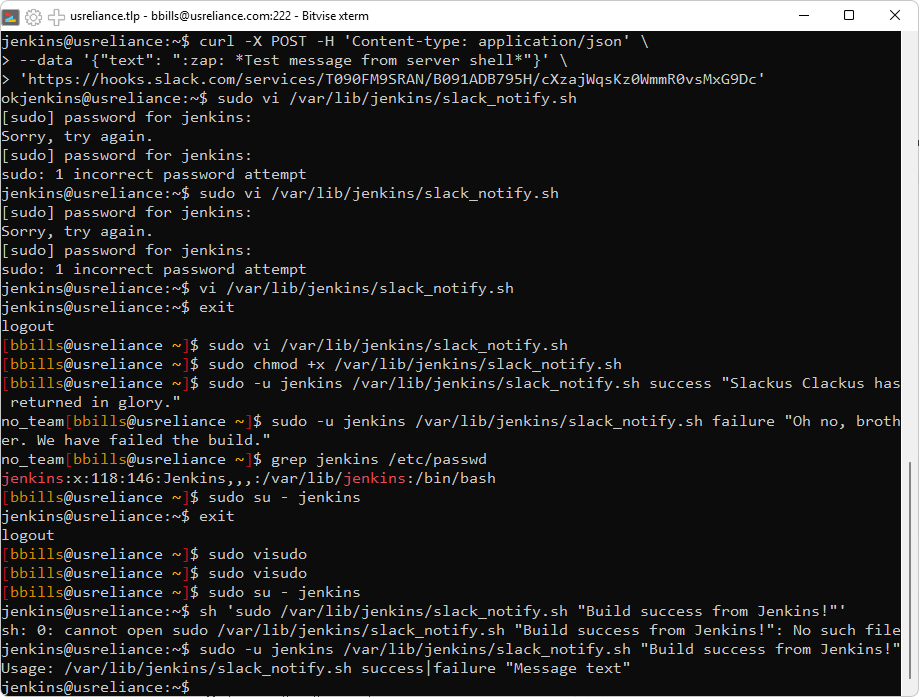 usreliance.tlp - bbills@usreliance.com:222 - Bitvise xterm
jenkins@usreliance:~$ curl -X POST -H 'Content-type: application/json' \
> --data '{"text": ":zap: *Test message from server shell*"}' \
> 'https://hooks.slack.com/services/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'
okjenkins@usreliance:~$ sudo vi /var/lib/jenkins/slack_notify.sh
[sudo] password for jenkins:
Sorry, try again.
[sudo] password for jenkins:
sudo: 1 incorrect password attempt
jenkins@usreliance:~$ sudo vi /var/lib/jenkins/slack_notify.sh
[sudo] password for jenkins:
Sorry, try again.
[sudo] password for jenkins:
sudo: 1 incorrect password attempt
jenkins@usreliance:~$ vi /var/lib/jenkins/slack_notify.sh
jenkins@usreliance:~$ exit
logout
[bbills@usreliance ~]$ sudo vi /var/lib/jenkins/slack_notify.sh
[bbills@usreliance ~]$ sudo chmod +x /var/lib/jenkins/slack_notify.sh
[bbills@usreliance ~]$ sudo -u jenkins /var/lib/jenkins/slack_notify.sh success "Slackus Clackus has
 returned in glory."
no_team[bbills@usreliance ~]$ sudo -u jenkins /var/lib/jenkins/slack_notify.sh failure "Oh no, broth
er. We have failed the build."
no_team[bbills@usreliance ~]$ grep jenkins /etc/passwd
jenkins:x:118:146:Jenkins,,,:/var/lib/jenkins:/bin/bash
[bbills@usreliance ~]$ sudo su - jenkins
jenkins@usreliance:~$ exit
logout
[bbills@usreliance ~]$ sudo visudo
[bbills@usreliance ~]$ sudo visudo
[bbills@usreliance ~]$ sudo su - jenkins
jenkins@usreliance:~$ sh 'sudo /var/lib/jenkins/slack_notify.sh "Build success from Jenkins!"'
sh: 0: cannot open sudo /var/lib/jenkins/slack_notify.sh "Build success from Jenkins!": No such file
jenkins@usreliance:~$ sudo -u jenkins /var/lib/jenkins/slack_notify.sh "Build success from Jenkins!"
Usage: /var/lib/jenkins/slack_notify.sh success|failure "Message text"
jenkins@usreliance:~$